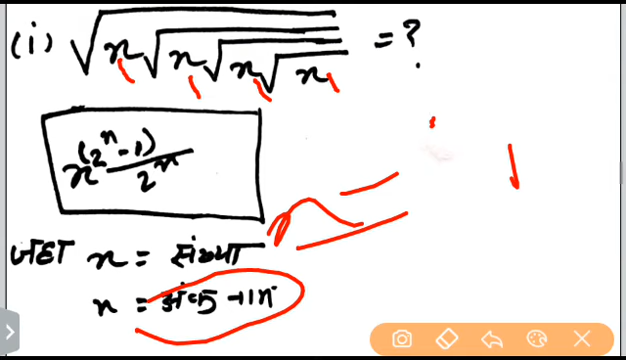 (i) √x√x√x√x = ?
x^(2^n - 1)/2^n
जहाँ x = संख्या
n =